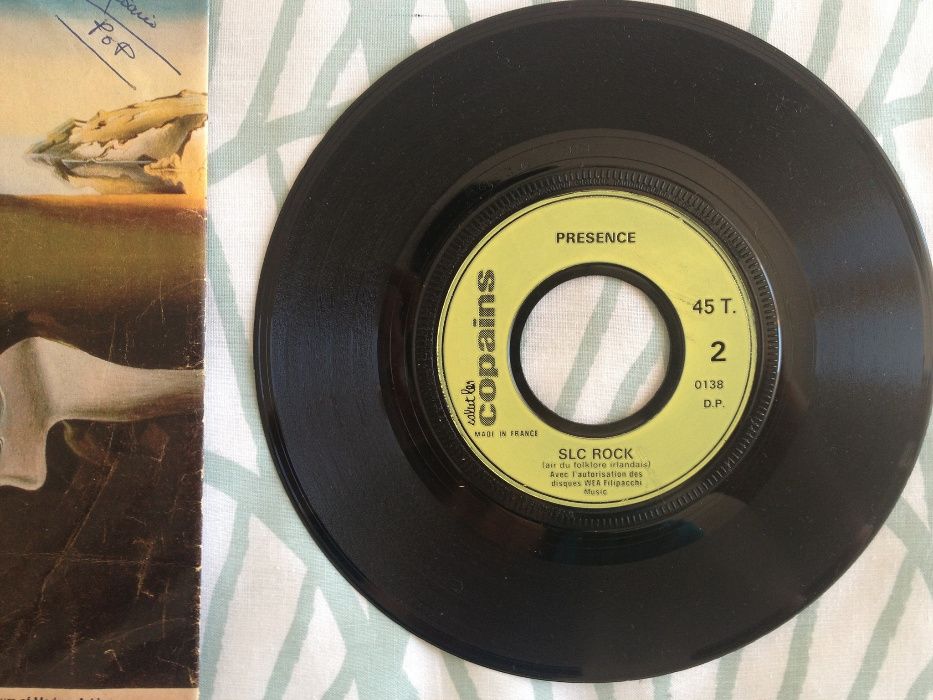 POP
PRESENCE
salut les
copains
45 T.
2
0138
D.P.
MADE IN FRANCE
SLC ROCK
(air du folklore irlandais)
Avec l'autorisation des
disques WEA Filipacchi
Music